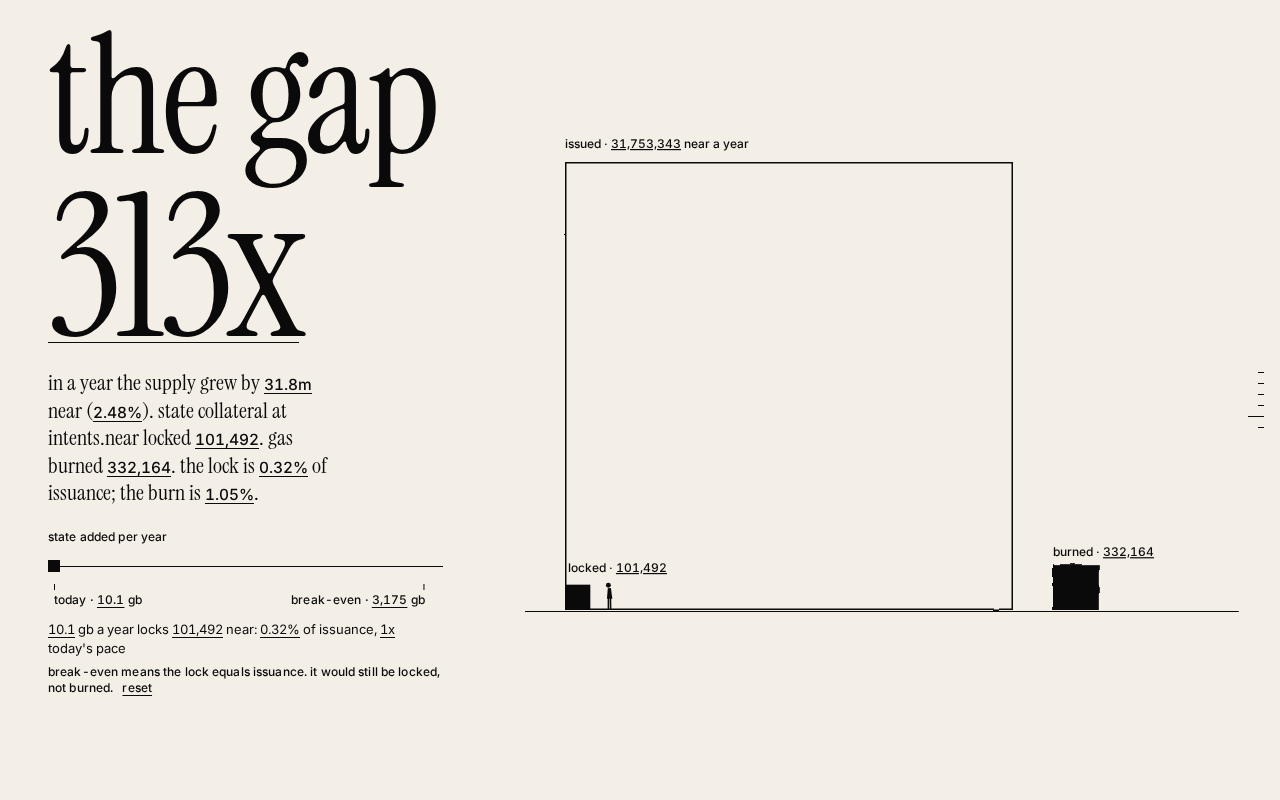 the gap
313x
in a year the supply grew by 31.8m
near (2.48%). state collateral at
intents.near locked 101,492. gas
burned 332,164. the lock is 0.32% of
issuance; the burn is 1.05%.
state added per year
today · 10.1 gb
break-even · 3,175 gb
10.1 gb a year locks 101,492 near: 0.32% of issuance, 1x
today's pace
break-even means the lock equals issuance. it would still be locked,
not burned. reset
issued · 31,753,343 near a year
locked · 101,492
burned · 332,164